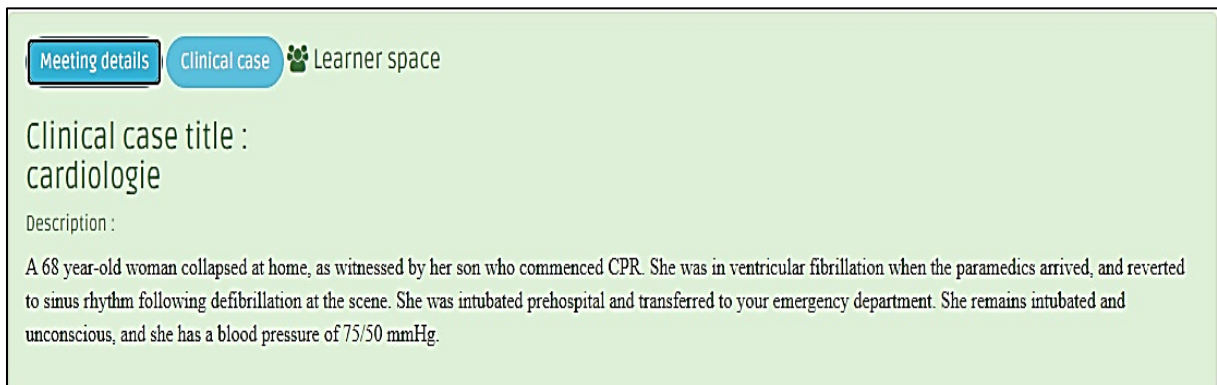 Meeting details Clinical case Learner space
Clinical case title :
cardiologie
Description :
A 68 year-old woman collapsed at home, as witnessed by her son who commenced CPR. She was in ventricular fibrillation when the paramedics arrived, and reverted
to sinus rhythm following defibrillation at the scene. She was intubated prehospital and transferred to your emergency department. She remains intubated and
unconscious, and she has a blood pressure of 75/50 mmHg.